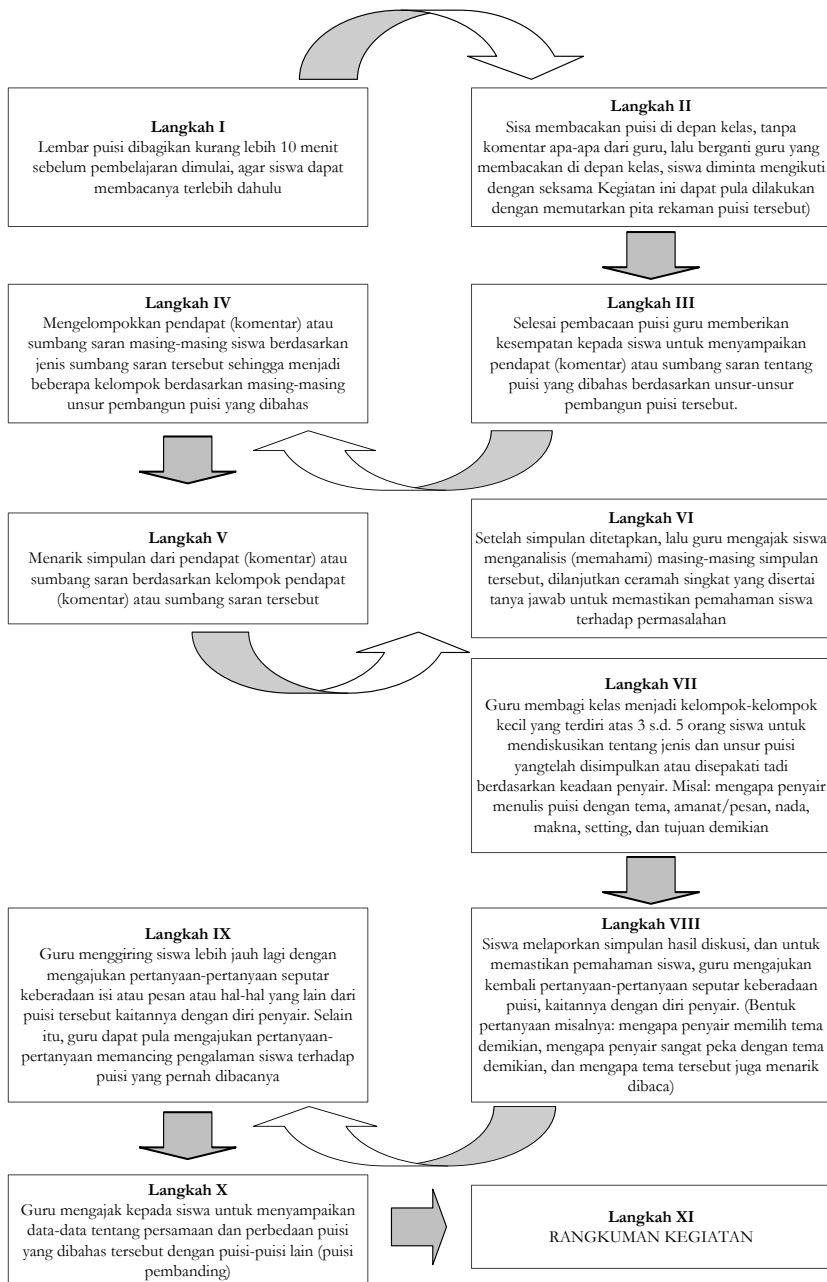 Langkah I
Lembar puisi dibagikan kurang lebih 10 menit
sebelum pembelajaran dimulai, agar siswa dapat
membacanya terlebih dahulu
Langkah II
Sisa membacakan puisi di depan kelas, tanpa
komentar apa-apa dari guru, lalu berganti guru yang
membacakan di depan kelas, siswa diminta mengikuti
dengan seksama Kegiatan ini dapat pula dilakukan
dengan memutarkan pita rekaman puisi tersebut)
Langkah III
Selesai pembacaan puisi guru memberikan
kesempatan kepada siswa untuk menyampaikan
pendapat (komentar) atau sumbang saran tentang
puisi yang dibahas berdasarkan unsur-unsur
pembangun puisi tersebut.
Langkah IV
Mengelompokkan pendapat (komentar) atau
sumbang saran masing-masing siswa berdasarkan
jenis sumbang saran tersebut sehingga menjadi
beberapa kelompok berdasarkan masing-masing
unsur pembangun puisi yang dibahas
Langkah V
Menarik simpulan dari pendapat (komentar) atau
sumbang saran berdasarkan kelompok pendapat
(komentar) atau sumbang saran tersebut
Langkah VI
Setelah simpulan ditetapkan, lalu guru mengajak siswa
menganalisis (memahami) masing-masing simpulan
tersebut, dilanjutkan ceramah singkat yang disertai
tanya jawab untuk memastikan pemahaman siswa
terhadap permasalahan
Langkah VII
Guru membagi kelas menjadi kelompok-kelompok
kecil yang terdiri atas 3 s.d. 5 orang siswa untuk
mendiskusikan tentang jenis dan unsur puisi
yangtelah disimpulkan atau disepakati tadi
berdasarkan keadaan penyair. Misal: mengapa penyair
menulis puisi dengan tema, amanat/pesan, nada,
makna, setting, dan tujuan demikian
Langkah VIII
Siswa melaporkan simpulan hasil diskusi, dan untuk
memastikan pemahaman siswa, guru mengajukan
kembali pertanyaan-pertanyaan seputar keberadaan
puisi, kaitannya dengan diri penyair. (Bentuk
pertanyaan misalnya: mengapa penyair memilih tema
demikian, mengapa penyair sangat peka dengan tema
demikian, dan mengapa tema tersebut juga menarik
dibaca)
Langkah IX
Guru menggiring siswa lebih jauh lagi dengan
mengajukan pertanyaan-pertanyaan seputar
keberadaan isi atau pesan atau hal-hal yang lain dari
puisi tersebut kaitannya dengan diri penyair. Selain
itu, guru dapat pula mengajukan pertanyaan-
pertanyaan memancing pengalaman siswa terhadap
puisi yang pernah dibacanya
Langkah X
Guru mengajak kepada siswa untuk menyampaikan
data-data tentang persamaan dan perbedaan puisi
yang dibahas tersebut dengan puisi-puisi lain (puisi
pembanding)
Langkah XI
RANGKUMAN KEGIATAN